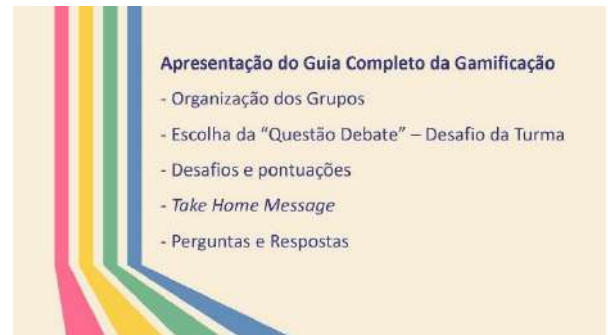 Apresentação do Guia Completo da Gamificação
- Organização dos Grupos
- Escolha da “Questão Debate” – Desafio da Turma
- Desafios e pontuações
- Take Home Message
- Perguntas e Respostas